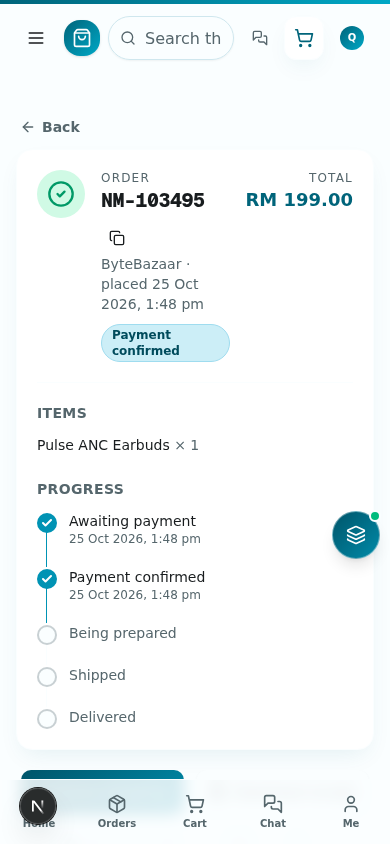 Search th
Q
Back
ORDER
NM-103495
TOTAL
RM 199.00
ByteBazaar ·
placed 25 Oct
2026, 1:48 pm
Payment
confirmed
ITEMS
Pulse ANC Earbuds × 1
PROGRESS
Awaiting payment
25 Oct 2026, 1:48 pm
Payment confirmed
25 Oct 2026, 1:48 pm
Being prepared
Shipped
Delivered
N
Home
Orders
Cart
Chat
Me